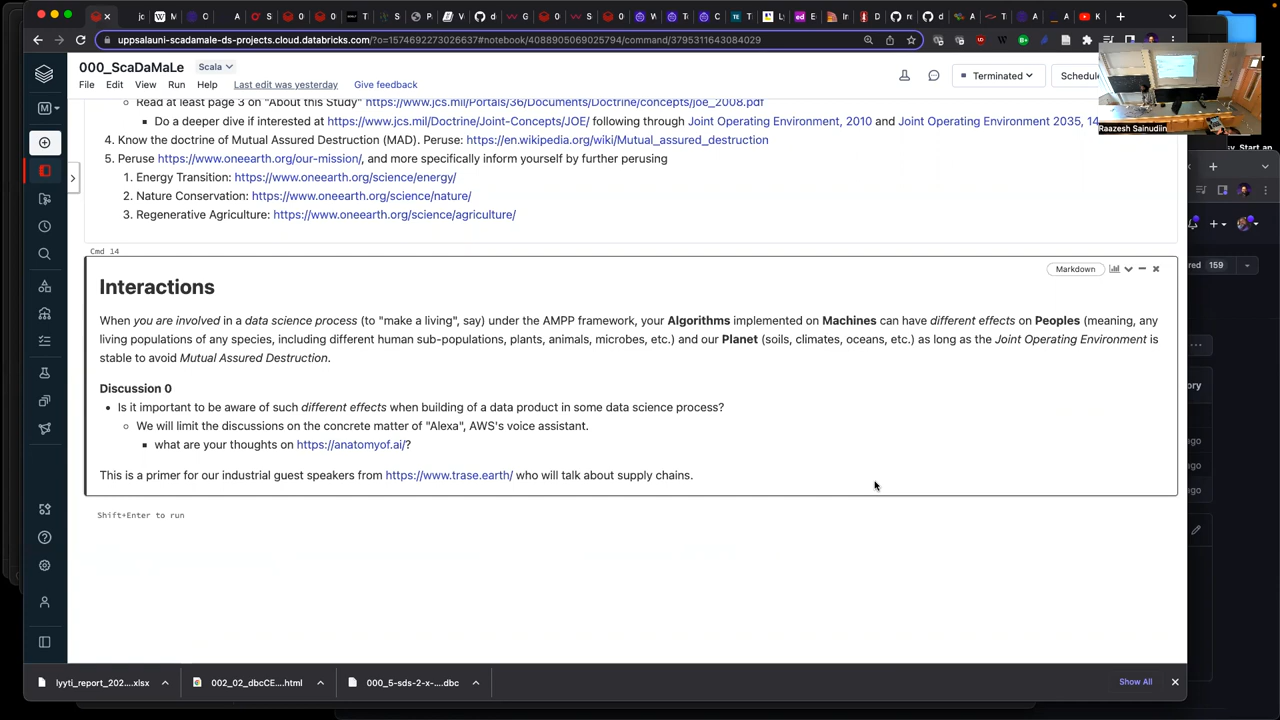 uppsalauni-scadamale-ds-projects.cloud.databricks.com/?o=1574692273026637#notebook/4088905069025794/command/3795311643084029
000_ScaDaMaLe Scala
File Edit View Run Help Last edit was yesterday Give feedback
Terminated
Schedule
Raazesh Sainudiin
Read at least page 3 on "About this Study" https://www.jcs.mil/Portals/36/Documents/Doctrine/concepts/joe_2008.pdf
Do a deeper dive if interested at https://www.jcs.mil/Doctrine/Joint-Concepts/JOE/ following through Joint Operating Environment, 2010 and Joint Operating Environment 2035, 14
4. Know the doctrine of Mutual Assured Destruction (MAD). Peruse: https://en.wikipedia.org/wiki/Mutual_assured_destruction
5. Peruse https://www.oneearth.org/our-mission/, and more specifically inform yourself by further perusing
1. Energy Transition: https://www.oneearth.org/science/energy/
2. Nature Conservation: https://www.oneearth.org/science/nature/
3. Regenerative Agriculture: https://www.oneearth.org/science/agriculture/
Cmd 14
Markdown
Interactions
When you are involved in a data science process (to "make a living", say) under the AMPP framework, your Algorithms implemented on Machines can have different effects on Peoples (meaning, any
living populations of any species, including different human sub-populations, plants, animals, microbes, etc.) and our Planet (soils, climates, oceans, etc.) as long as the Joint Operating Environment is
stable to avoid Mutual Assured Destruction.
Discussion 0
Is it important to be aware of such different effects when building of a data product in some data science process?
We will limit the discussions on the concrete matter of "Alexa", AWS's voice assistant.
what are your thoughts on https://anatomyof.ai/?
This is a primer for our industrial guest speakers from https://www.trase.earth/ who will talk about supply chains.
Shift+Enter to run
lyyti_report_202....xlsx
002_02_dbcCE....html
000_5-sds-2-x-....dbc
Show All
159